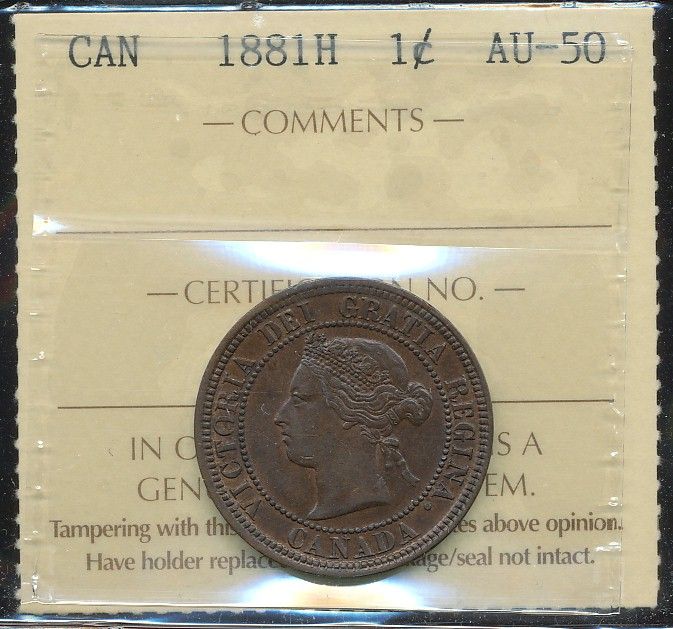 CAN 1881H 1¢ AU-50
— COMMENTS —
— CERTIF N NO. —
VICTORIA DEI GRATIA REGINA.
CANADA
IN O S A
GEN EM.
Tampering with this es above opinion.
Have holder replace age/seal not intact.